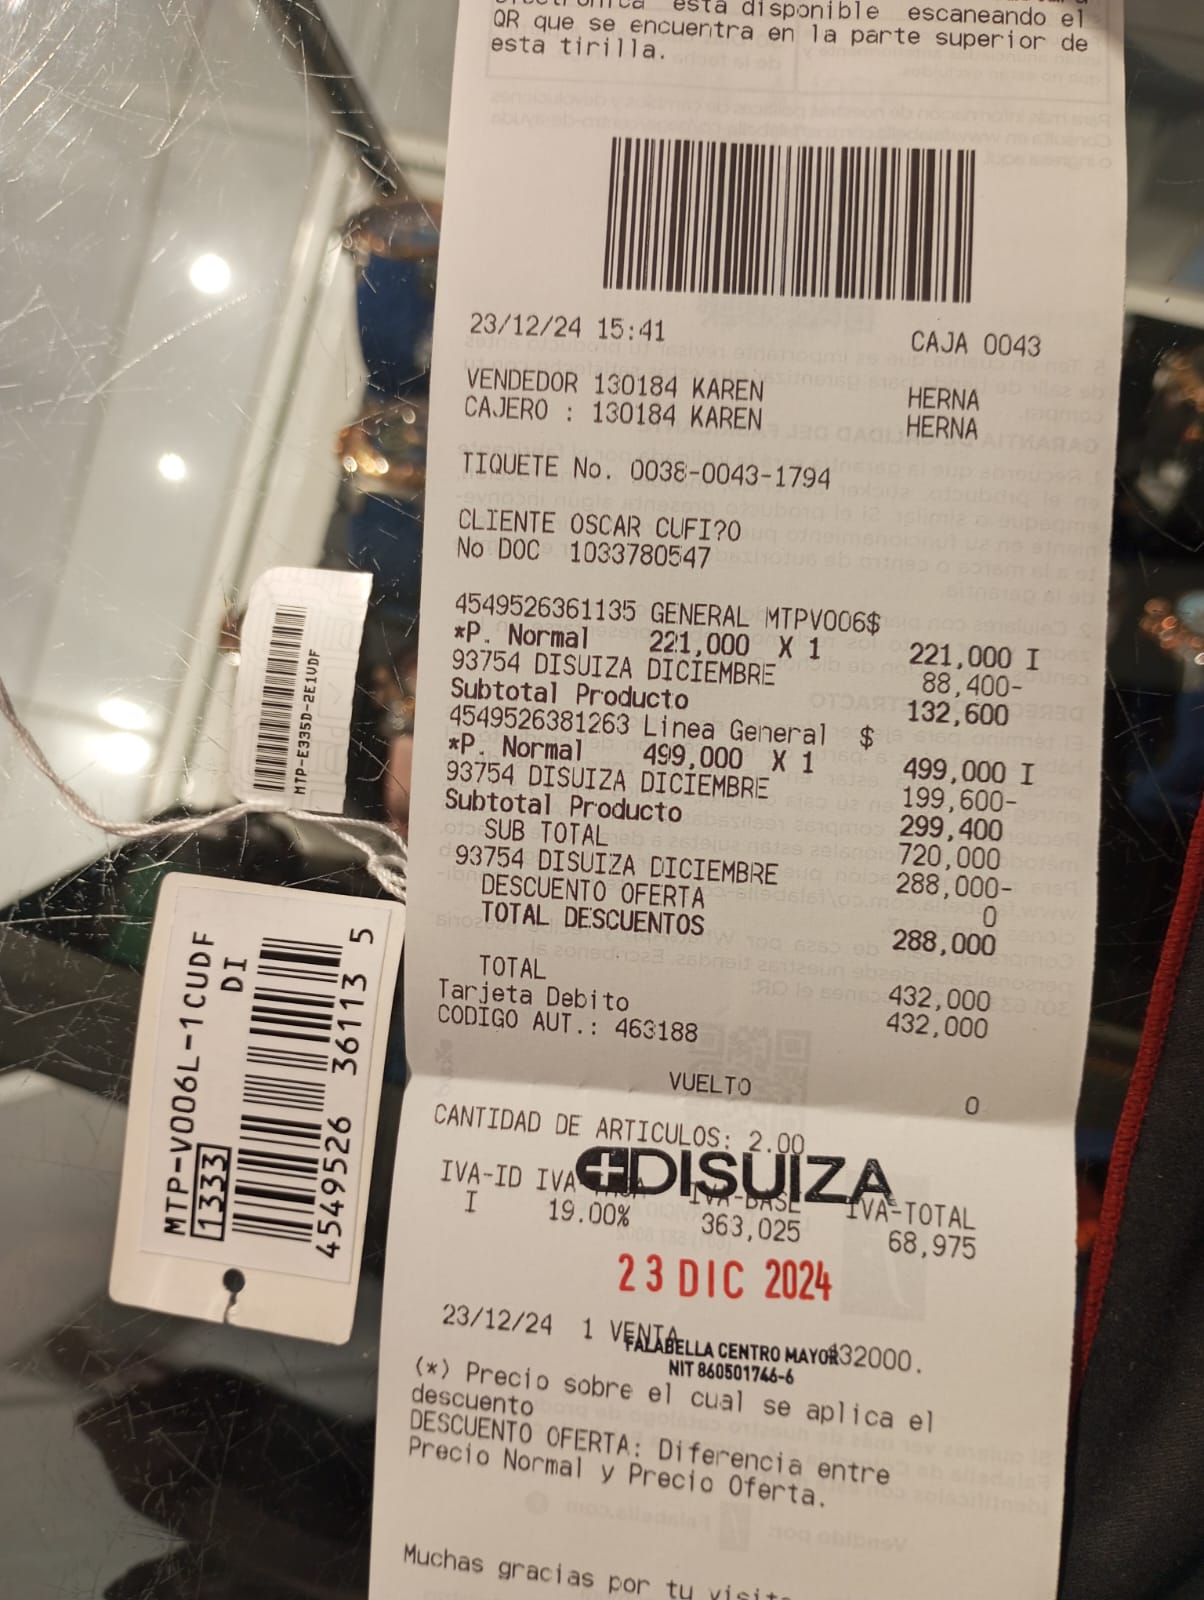 está disponible escaneando el
QR que se encuentra en la parte superior de
esta tirilla.
23/12/24 15:41 CAJA 0043
VENDEDOR 130184 KAREN HERNA
CAJERO : 130184 KAREN HERNA
TIQUETE No. 0038-0043-1794
CLIENTE OSCAR CUFI?O
No DOC 1033780547
4549526361135 GENERAL MTPV006$
*P. Normal 221,000 X 1 221,000 I
93754 DISUIZA DICIEMBRE 88,400-
Subtotal Producto 132,600
4549526381263 Linea General $
*P. Normal 499,000 X 1 499,000 I
93754 DISUIZA DICIEMBRE 199,600-
Subtotal Producto 299,400
SUB TOTAL 720,000
93754 DISUIZA DICIEMBRE 288,000-
DESCUENTO OFERTA 0
TOTAL DESCUENTOS 288,000
TOTAL 432,000
Tarjeta Debito 432,000
CODIGO AUT.: 463188
VUELTO 0
CANTIDAD DE ARTICULOS: 2.00
DISUIZA
IVA-ID IVA IVA-BASE IVA-TOTAL
I 19.00% 363,025 68,975
23 DIC 2024
23/12/24 1 VENTA 432000.
FALABELLA CENTRO MAYOR
NIT 860501746-6
(*) Precio sobre el cual se aplica el
descuento
DESCUENTO OFERTA: Diferencia entre
Precio Normal y Precio Oferta.
Muchas gracias por tu visita
MTP-E335D-2E1VDF
MTP-V006L-1CUDF
DI
1333
4549526 36113 5